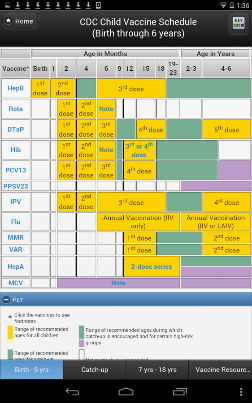 1:36
Home
CDC Child Vaccine Schedule
(Birth through 6 years)
KEY
Age in Months
Age in Years
Vaccine* Birth 1 2 4 6 9 12 15 18 19-23 2-3 4-6
HepB 1st dose 2nd dose 3rd dose
Rota 1st dose 2nd dose Note
DTaP 1st dose 2nd dose 3rd dose 4th dose 5th dose
Hib 1st dose 2nd dose Note 3rd or 4th dose
PCV13 1st dose 2nd dose 3rd dose 4th dose
PPSV23
IPV 1st dose 2nd dose 3rd dose 4th dose
Flu Annual Vaccination (IIV only) Annual Vaccination (IIV or LAIV)
MMR 1st dose 2nd dose
VAR 1st dose 2nd dose
HepA 2-dose series
MCV Note
KEY
Click the vaccines to see
footnotes
Range of recommended
ages for all children
Range of recommended ages during which
catch-up is encouraged and for certain high-risk
groups
Range of recommended
Birth - 6 yrs
Catch-up
7 yrs - 18 yrs
Vaccine Resourc...